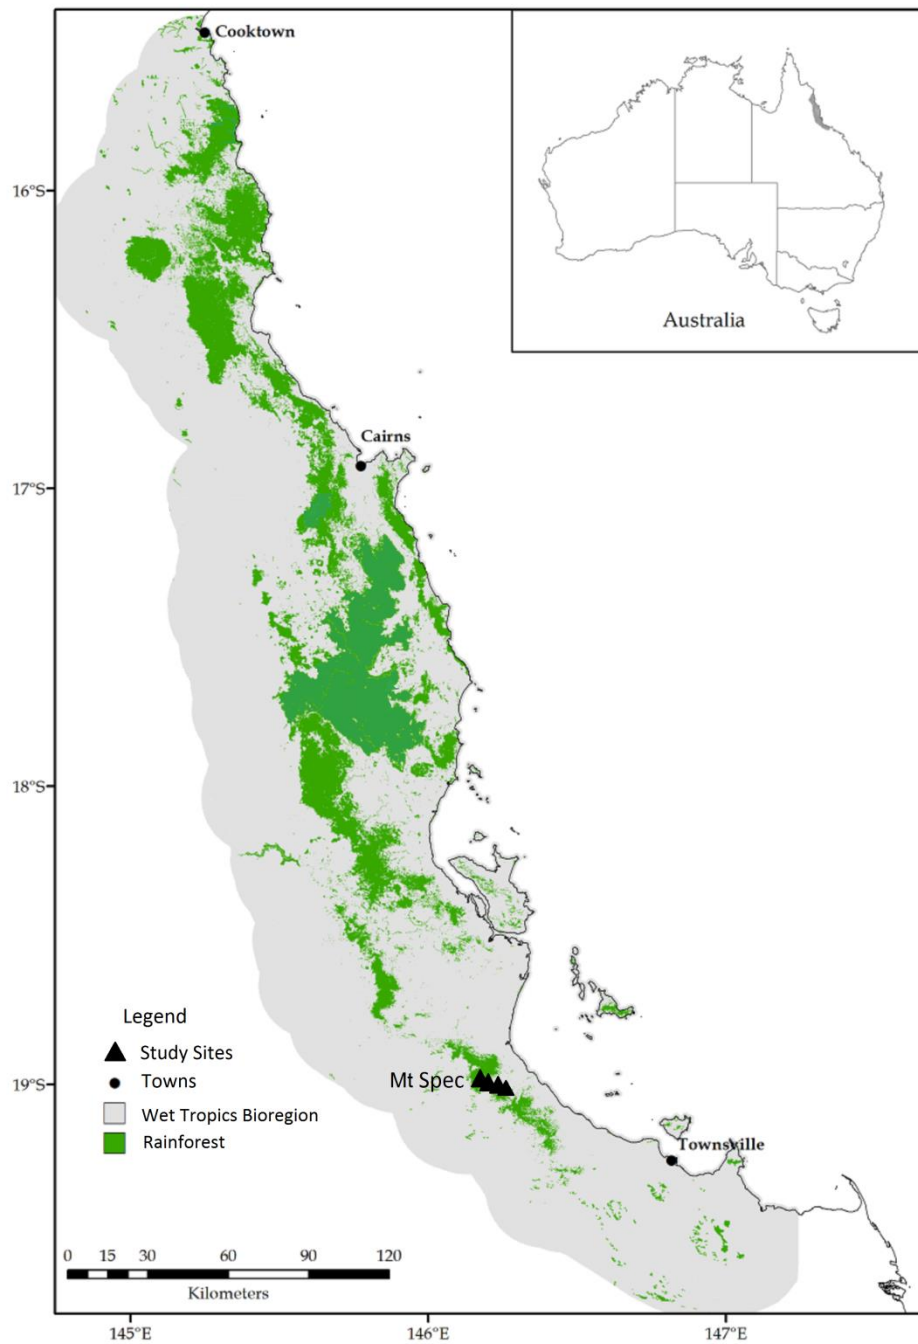 Cooktown
Australia
16°S
Cairns
17°S
18°S
Legend
Study Sites
Towns
Wet Tropics Bioregion
Rainforest
Mt Spec
19°S
Townsville
0 15 30 60 90 120
Kilometers
145°E 146°E 147°E